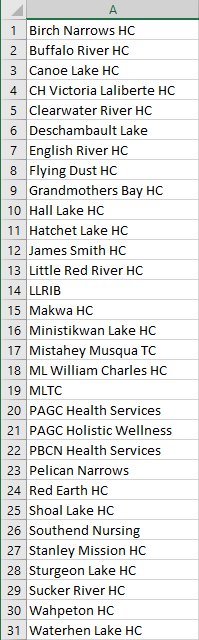 A
1 Birch Narrows HC
2 Buffalo River HC
3 Canoe Lake HC
4 CH Victoria Laliberte HC
5 Clearwater River HC
6 Deschambault Lake
7 English River HC
8 Flying Dust HC
9 Grandmothers Bay HC
10 Hall Lake HC
11 Hatchet Lake HC
12 James Smith HC
13 Little Red River HC
14 LLRIB
15 Makwa HC
16 Ministikwan Lake HC
17 Mistahey Musqua TC
18 ML William Charles HC
19 MLTC
20 PAGC Health Services
21 PAGC Holistic Wellness
22 PBCN Health Services
23 Pelican Narrows
24 Red Earth HC
25 Shoal Lake HC
26 Southend Nursing
27 Stanley Mission HC
28 Sturgeon Lake HC
29 Sucker River HC
30 Wahpeton HC
31 Waterhen Lake HC